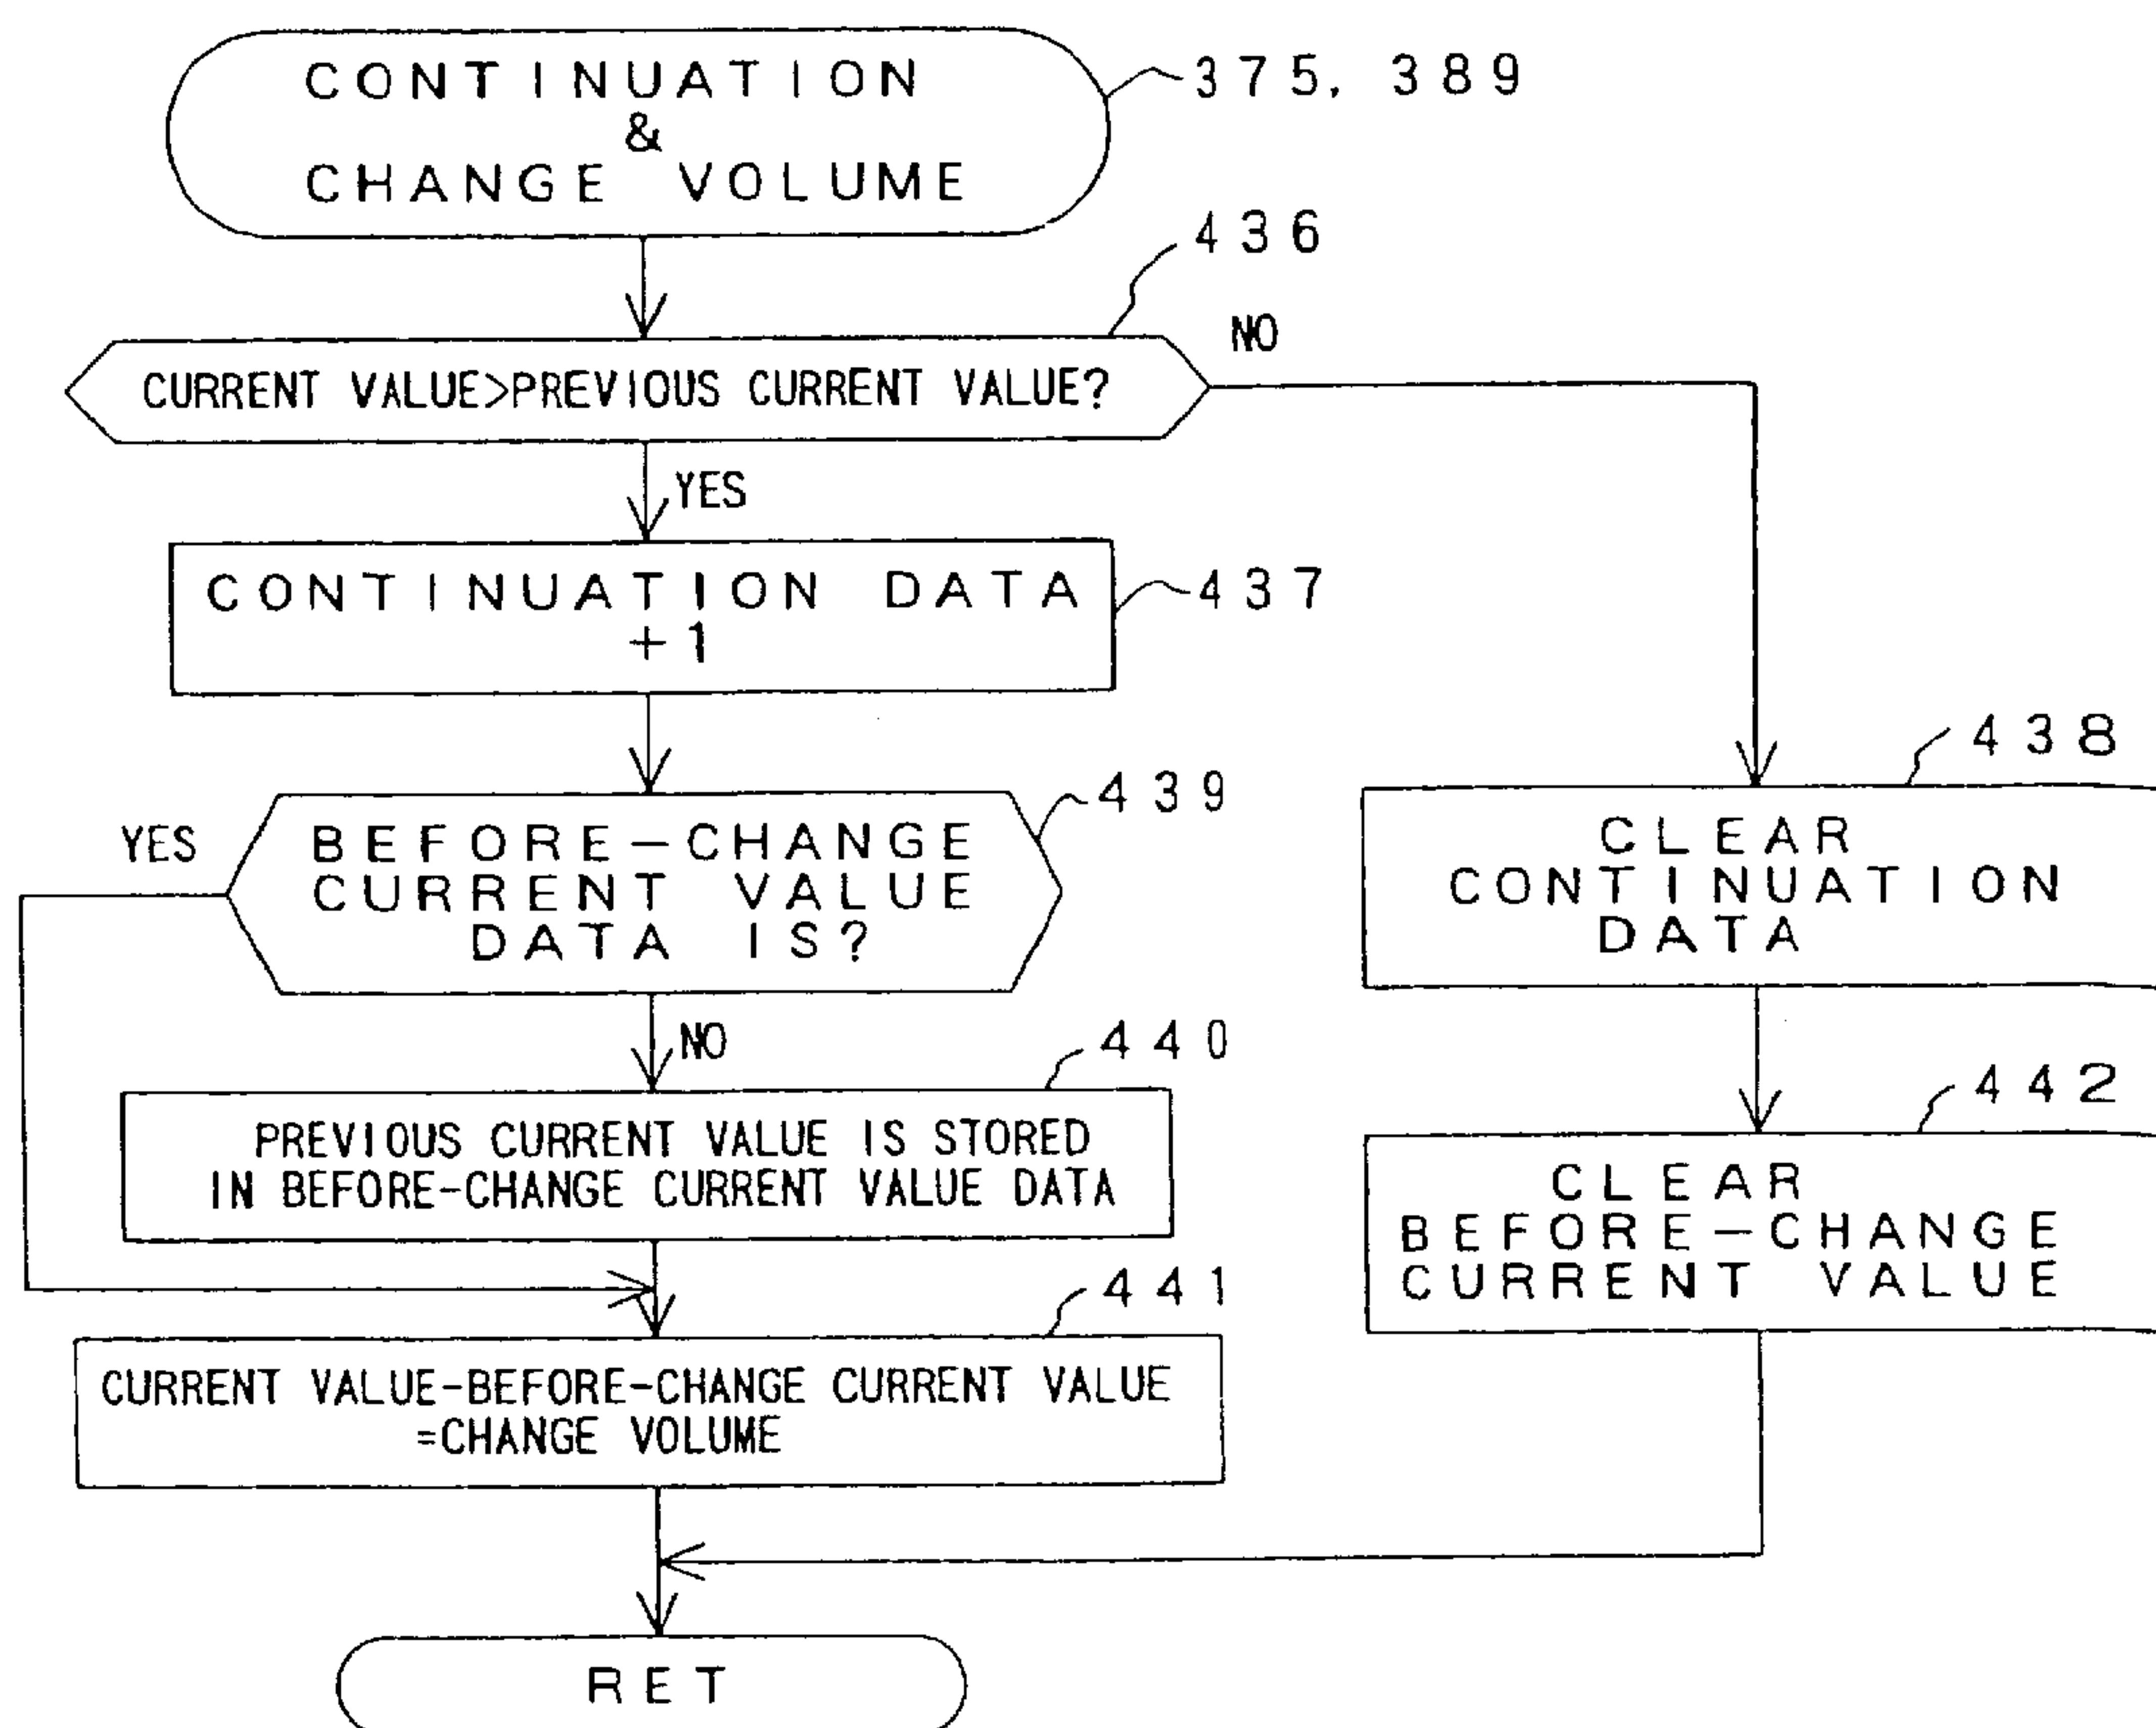 CONTINUATION
&
CHANGE VOLUME
375, 389
436
CURRENT VALUE>PREVIOUS CURRENT VALUE?
NO
YES
CONTINUATION DATA
+1
437
439
YES
BEFORE-CHANGE
CURRENT VALUE
DATA IS?
NO
438
CLEAR
CONTINUATION
DATA
440
PREVIOUS CURRENT VALUE IS STORED
IN BEFORE-CHANGE CURRENT VALUE DATA
442
CLEAR
BEFORE-CHANGE
CURRENT VALUE
441
CURRENT VALUE-BEFORE-CHANGE CURRENT VALUE
=CHANGE VOLUME
RET